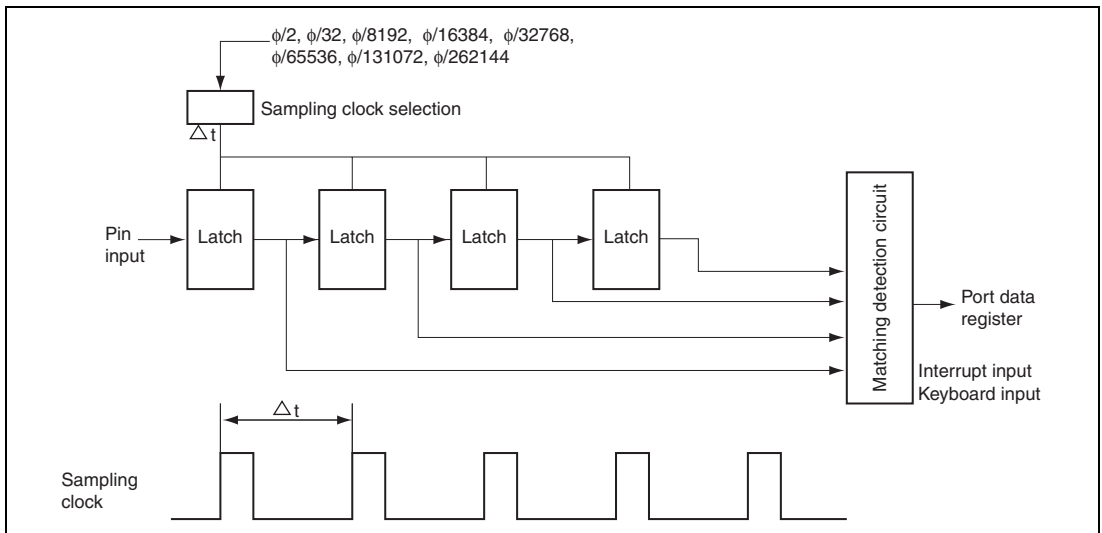 ϕ/2, ϕ/32, ϕ/8192, ϕ/16384, ϕ/32768,
ϕ/65536, ϕ/131072, ϕ/262144
Sampling clock selection
△t
Pin
input
Latch
Latch
Latch
Latch
Matching detection circuit
Port data
register
Interrupt input
Keyboard input
△t
Sampling
clock